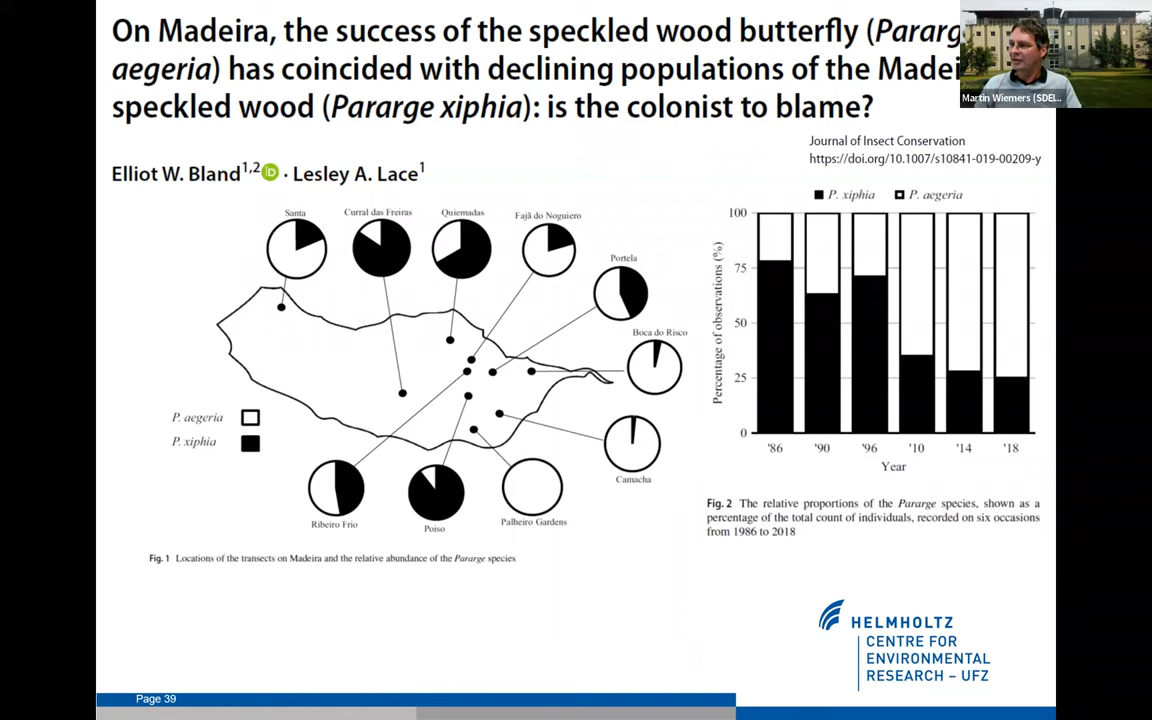 On Madeira, the success of the speckled wood butterfly (Pararg
aegeria) has coincided with declining populations of the Madei
speckled wood (Pararge xiphia): is the colonist to blame?
Martin Wiemers (SDEI...
Journal of Insect Conservation
https://doi.org/10.1007/s10841-019-00209-y
Elliot W. Bland1,2 iD · Lesley A. Lace1
Santa
Curral das Freiras
Quiemadas
Fajã do Noguiero
Portela
Boca do Risco
P. aegeria
P. xiphia
Camacha
Ribeiro Frio
Poiso
Palheiro Gardens
Fig. 1 Locations of the transects on Madeira and the relative abundance of the Pararge species
P. xiphia P. aegeria
Percentage of observations (%)
100
75
50
25
0
'86 '90 '96 '10 '14 '18
Year
Fig. 2 The relative proportions of the Pararge species, shown as a
percentage of the total count of individuals, recorded on six occasions
from 1986 to 2018
HELMHOLTZ
CENTRE FOR
ENVIRONMENTAL
RESEARCH – UFZ
Page 39